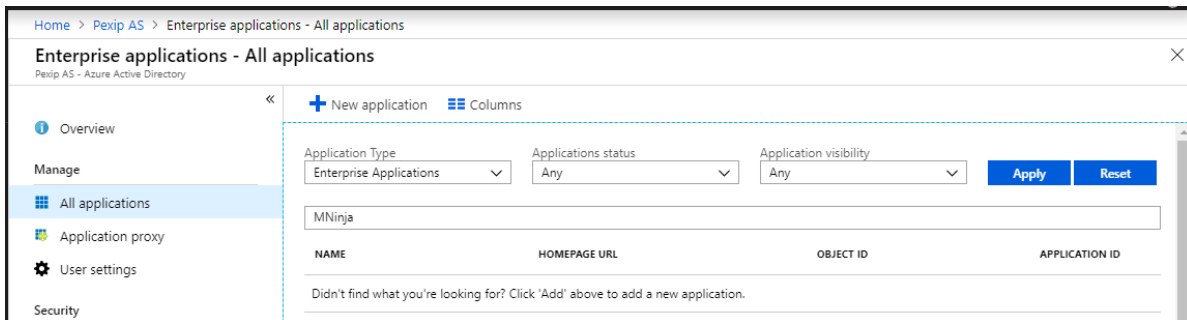 Home > Pexip AS > Enterprise applications - All applications
Enterprise applications - All applications
Pexip AS - Azure Active Directory
«
New application Columns
Overview
Application Type Applications status Application visibility
Manage
Enterprise Applications Any Any Apply Reset
All applications
MNinja
Application proxy
NAME HOMEPAGE URL OBJECT ID APPLICATION ID
User settings
Didn't find what you're looking for? Click 'Add' above to add a new application.
Security